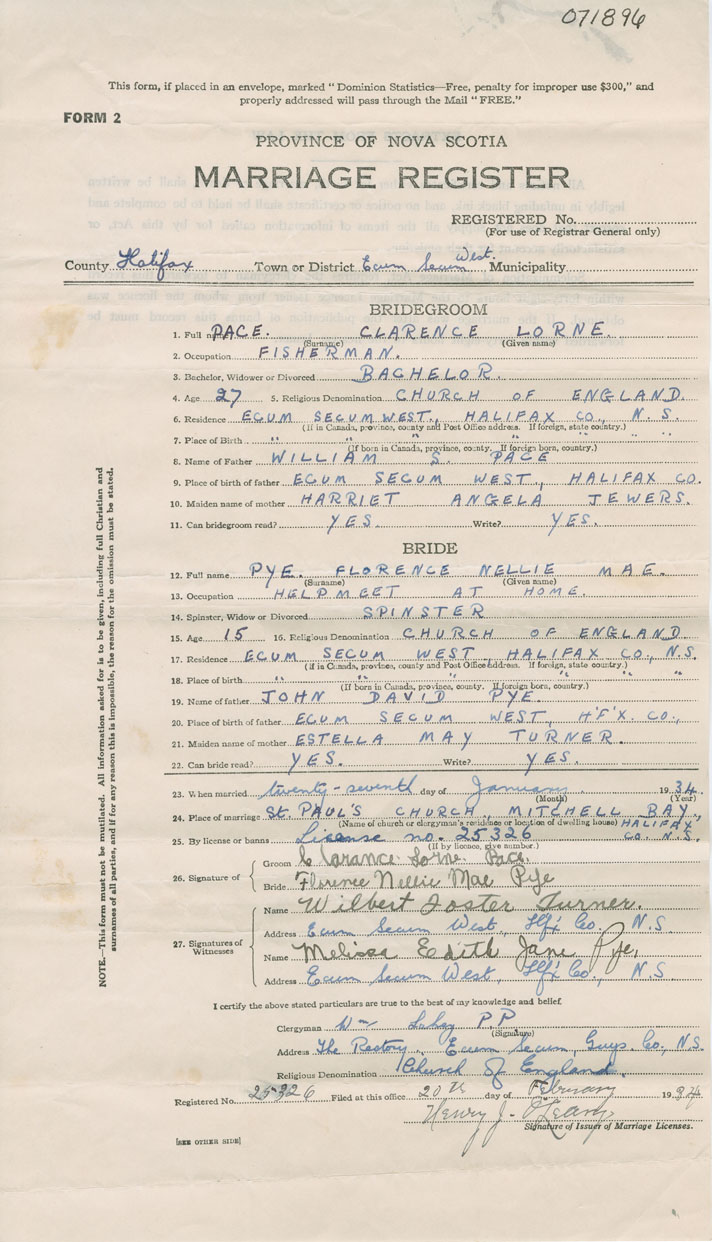 071896
This form, if placed in an envelope, marked "Dominion Statistics—Free, penalty for improper use $300," and
properly addressed will pass through the Mail "FREE."
FORM 2
PROVINCE OF NOVA SCOTIA
MARRIAGE REGISTER
REGISTERED No.
(For use of Registrar General only)
County Halifax Town or District Ecum Secum West. Municipality
BRIDEGROOM
1. Full name PACE. CLARENCE LORNE.
(Surname) (Given name)
2. Occupation FISHERMAN.
3. Bachelor, Widower or Divorced BACHELOR.
4. Age 27 5. Religious Denomination CHURCH OF ENGLAND.
6. Residence ECUM SECUM WEST, HALIFAX CO., N. S.
(If in Canada, province, county and Post Office address. If foreign, state country.)
7. Place of Birth " " " " " "
(If born in Canada, province, county. If foreign born, country.)
8. Name of Father WILLIAM S. PACE
9. Place of birth of father ECUM SECUM WEST, HALIFAX CO.
10. Maiden name of mother HARRIET ANGELA JEWERS.
11. Can bridegroom read? YES. Write? YES.
BRIDE
12. Full name PYE. FLORENCE NELLIE MAE.
(Surname) (Given name)
13. Occupation HELPMEET AT HOME.
14. Spinster, Widow or Divorced SPINSTER
15. Age 15 16. Religious Denomination CHURCH OF ENGLAND
17. Residence ECUM SECUM WEST, HALIFAX CO., N.S.
(If in Canada, province, county and Post Office Address. If foreign, state country.)
18. Place of birth " " " " " "
(If born in Canada, province, county. If foreign born, country.)
19. Name of father JOHN DAVID PYE.
20. Place of birth of father ECUM SECUM WEST, H'F'X. CO.,
21. Maiden name of mother ESTELLA MAY TURNER.
22. Can bride read? YES. Write? YES.
23. When married twenty-seventh day of January 1934.
(Month) (Year)
24. Place of marriage ST. PAUL'S CHURCH, MITCHELL BAY,
(Name of church or clergyman's residence or location of dwelling house) HALIFAX
25. By license or banns License no. 25326 CO. N.S.
(If by licence, give number.)
26. Signature of
Groom Clarance Lorne Pace
Bride Florence Nellie Mae Pye
27. Signatures of Witnesses
Name Wilbert Foster Turner.
Address Ecum Secum West, Hfx Co., N.S
Name Melissa Edith Jane Pye,
Address Ecum Secum West, Hfx Co., N.S
I certify the above stated particulars are true to the best of my knowledge and belief.
Clergyman Wm PP
(Signature)
Address The Rectory, Ecum Secum, Guys. Co., N.S.
Religious Denomination Church of England.
Registered No. 25326 Filed at this office 20th day of February 1934
Henry J. O'Leary
Signature of Issuer of Marriage Licenses.
[SEE OTHER SIDE]
NOTE.—This form must not be mutilated. All information asked for is to be given, including full Christian and
surnames of all parties, and if for any reason this is impossible, the reason for the omission must be stated.